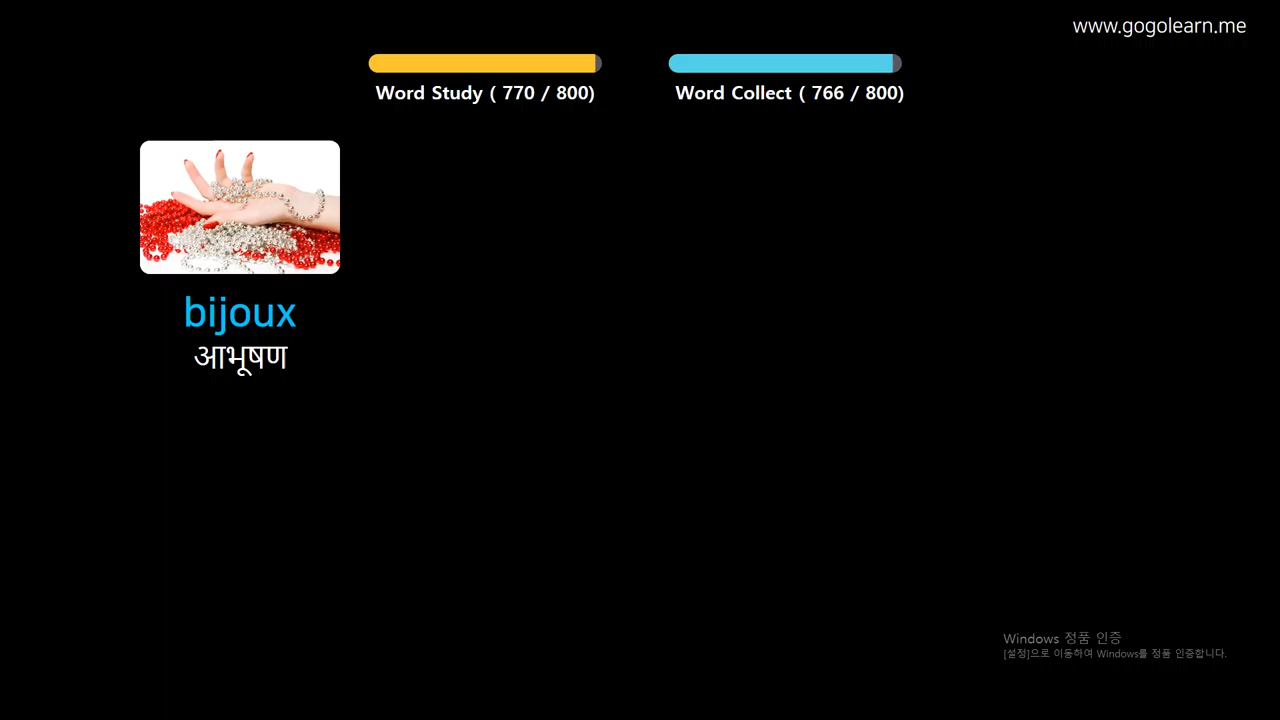 www.gogolearn.me
Word Study ( 770 / 800)
Word Collect ( 766 / 800)
bijoux
आभूषण
Windows 정품 인증
[설정]으로 이동하여 Windows를 정품 인증합니다.